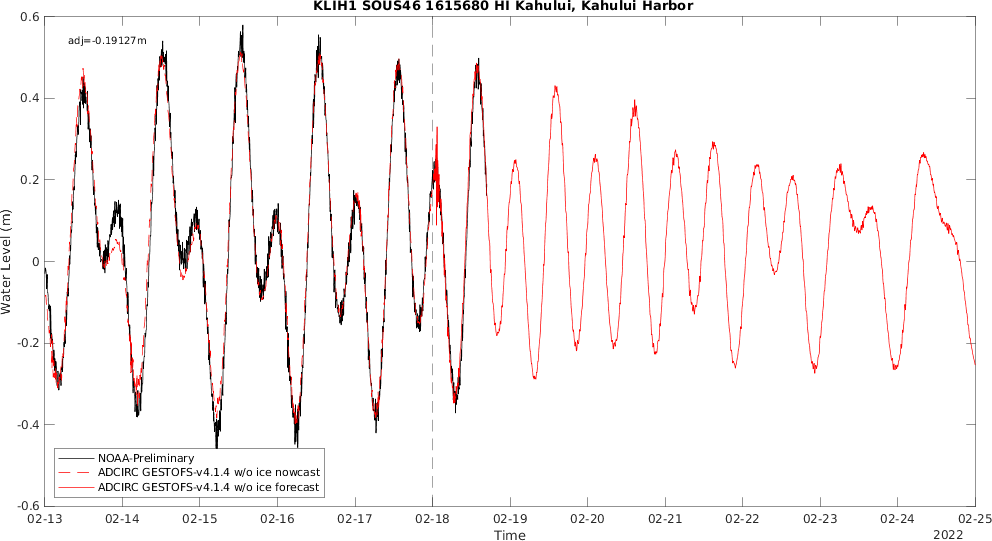 KLIH1 SOUS46 1615680 HI Kahului, Kahului Harbor
adj=-0.19127m
0.6
0.4
0.2
0
-0.2
-0.4
-0.6
Water Level (m)
NOAA-Preliminary
ADCIRC GESTOFS-v4.1.4 w/o ice nowcast
ADCIRC GESTOFS-v4.1.4 w/o ice forecast
02-13 02-14 02-15 02-16 02-17 02-18 02-19 02-20 02-21 02-22 02-23 02-24 02-25
Time
2022